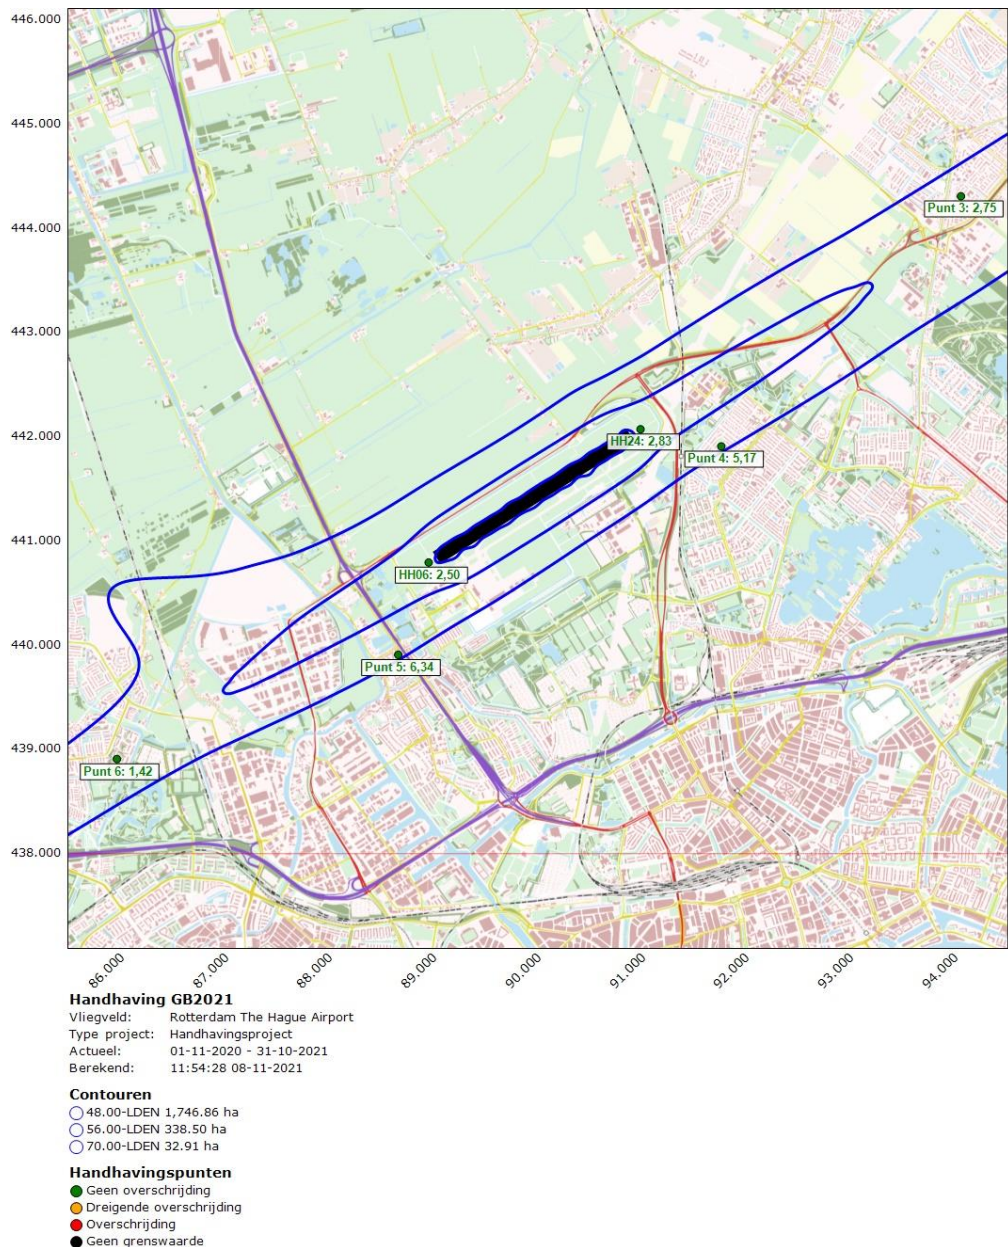 446.000
445.000
444.000
443.000
442.000
441.000
440.000
439.000
438.000
Punt 3: 2,75
HH24: 2,83
Punt 4: 5,17
HH06: 2,50
Punt 5: 6,34
Punt 6: 1,42
86.000
87.000
88.000
89.000
90.000
91.000
92.000
93.000
94.000
Handhaving GB2021
Vliegveld: Rotterdam The Hague Airport
Type project: Handhavingsproject
Actueel: 01-11-2020 - 31-10-2021
Berekend: 11:54:28 08-11-2021
Contouren
48.00-LDEN 1,746.86 ha
56.00-LDEN 338.50 ha
70.00-LDEN 32.91 ha
Handhavingspunten
Geen overschrijding
Dreigende overschrijding
Overschrijding
Geen grenswaarde